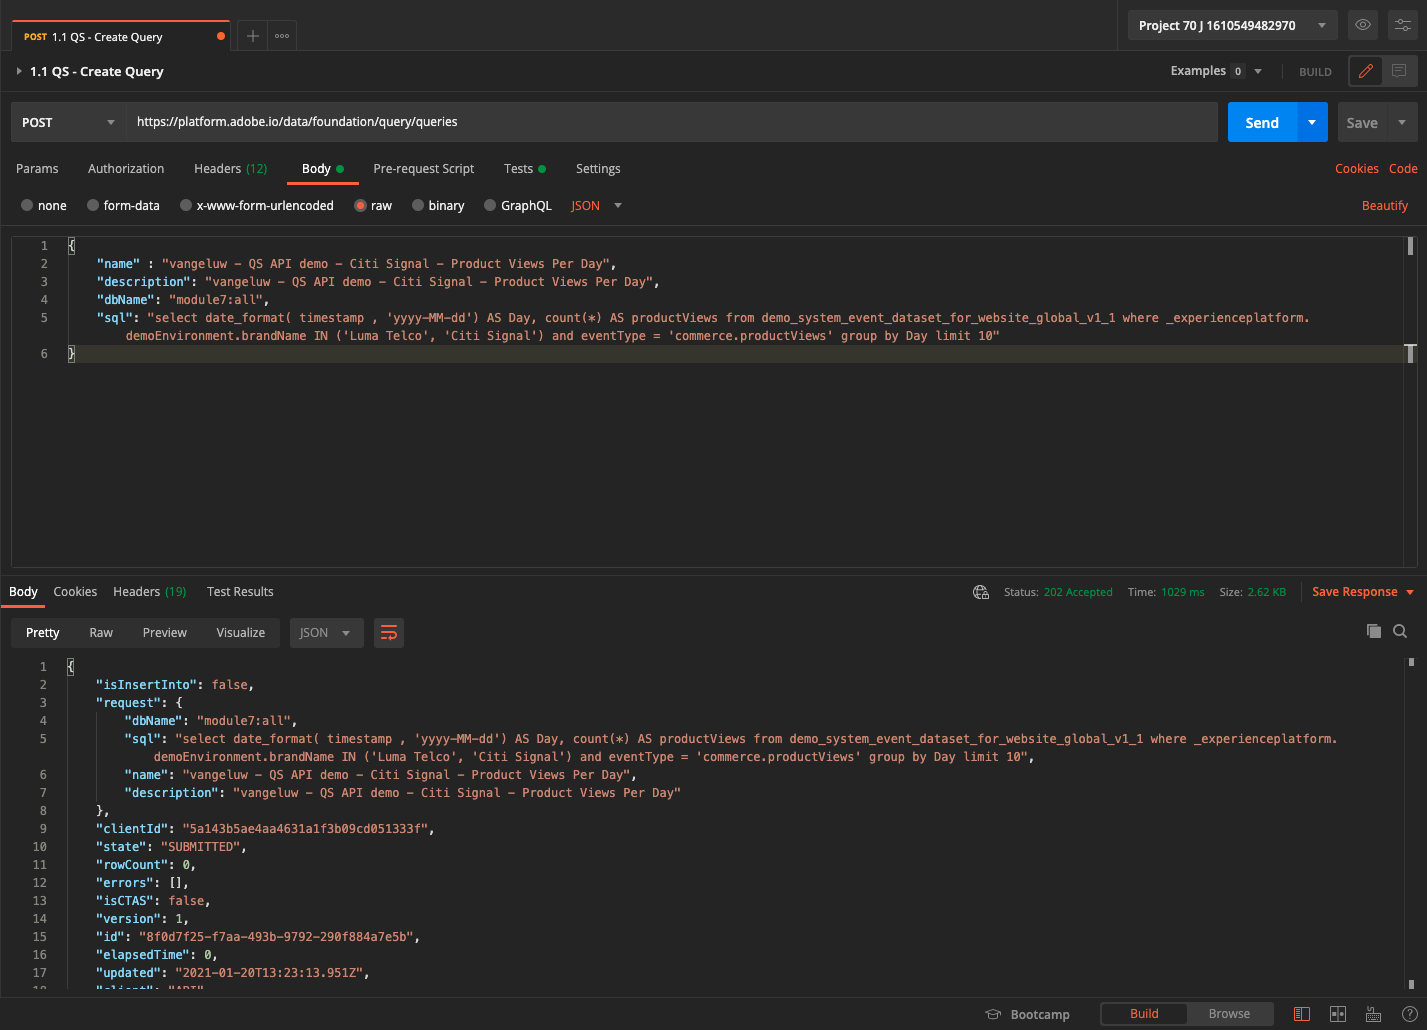 POST 1.1 QS - Create Query
Project 70 J 1610549482970
1.1 QS - Create Query
Examples 0
BUILD
POST
https://platform.adobe.io/data/foundation/query/queries
Send
Save
Params Authorization Headers (12) Body Pre-request Script Tests Settings
Cookies Code
none form-data x-www-form-urlencoded raw binary GraphQL JSON
Beautify
1 {
2 "name" : "vangeluw - QS API demo - Citi Signal - Product Views Per Day",
3 "description": "vangeluw - QS API demo - Citi Signal - Product Views Per Day",
4 "dbName": "module7:all",
5 "sql": "select date_format( timestamp , 'yyyy-MM-dd') AS Day, count(*) AS productViews from demo_system_event_dataset_for_website_global_v1_1 where _experienceplatform.
demoEnvironment.brandName IN ('Luma Telco', 'Citi Signal') and eventType = 'commerce.productViews' group by Day limit 10"
6 }
Body Cookies Headers (19) Test Results
Status: 202 Accepted Time: 1029 ms Size: 2.62 KB Save Response
Pretty Raw Preview Visualize JSON
1 {
2 "isInsertInto": false,
3 "request": {
4 "dbName": "module7:all",
5 "sql": "select date_format( timestamp , 'yyyy-MM-dd') AS Day, count(*) AS productViews from demo_system_event_dataset_for_website_global_v1_1 where _experienceplatform.
demoEnvironment.brandName IN ('Luma Telco', 'Citi Signal') and eventType = 'commerce.productViews' group by Day limit 10",
6 "name": "vangeluw - QS API demo - Citi Signal - Product Views Per Day",
7 "description": "vangeluw - QS API demo - Citi Signal - Product Views Per Day"
8 },
9 "clientId": "5a143b5ae4aa4631a1f3b09cd051333f",
10 "state": "SUBMITTED",
11 "rowCount": 0,
12 "errors": [],
13 "isCTAS": false,
14 "version": 1,
15 "id": "8f0d7f25-f7aa-493b-9792-290f884a7e5b",
16 "elapsedTime": 0,
17 "updated": "2021-01-20T13:23:13.951Z",
18 "client": "API"
Bootcamp
Build Browse